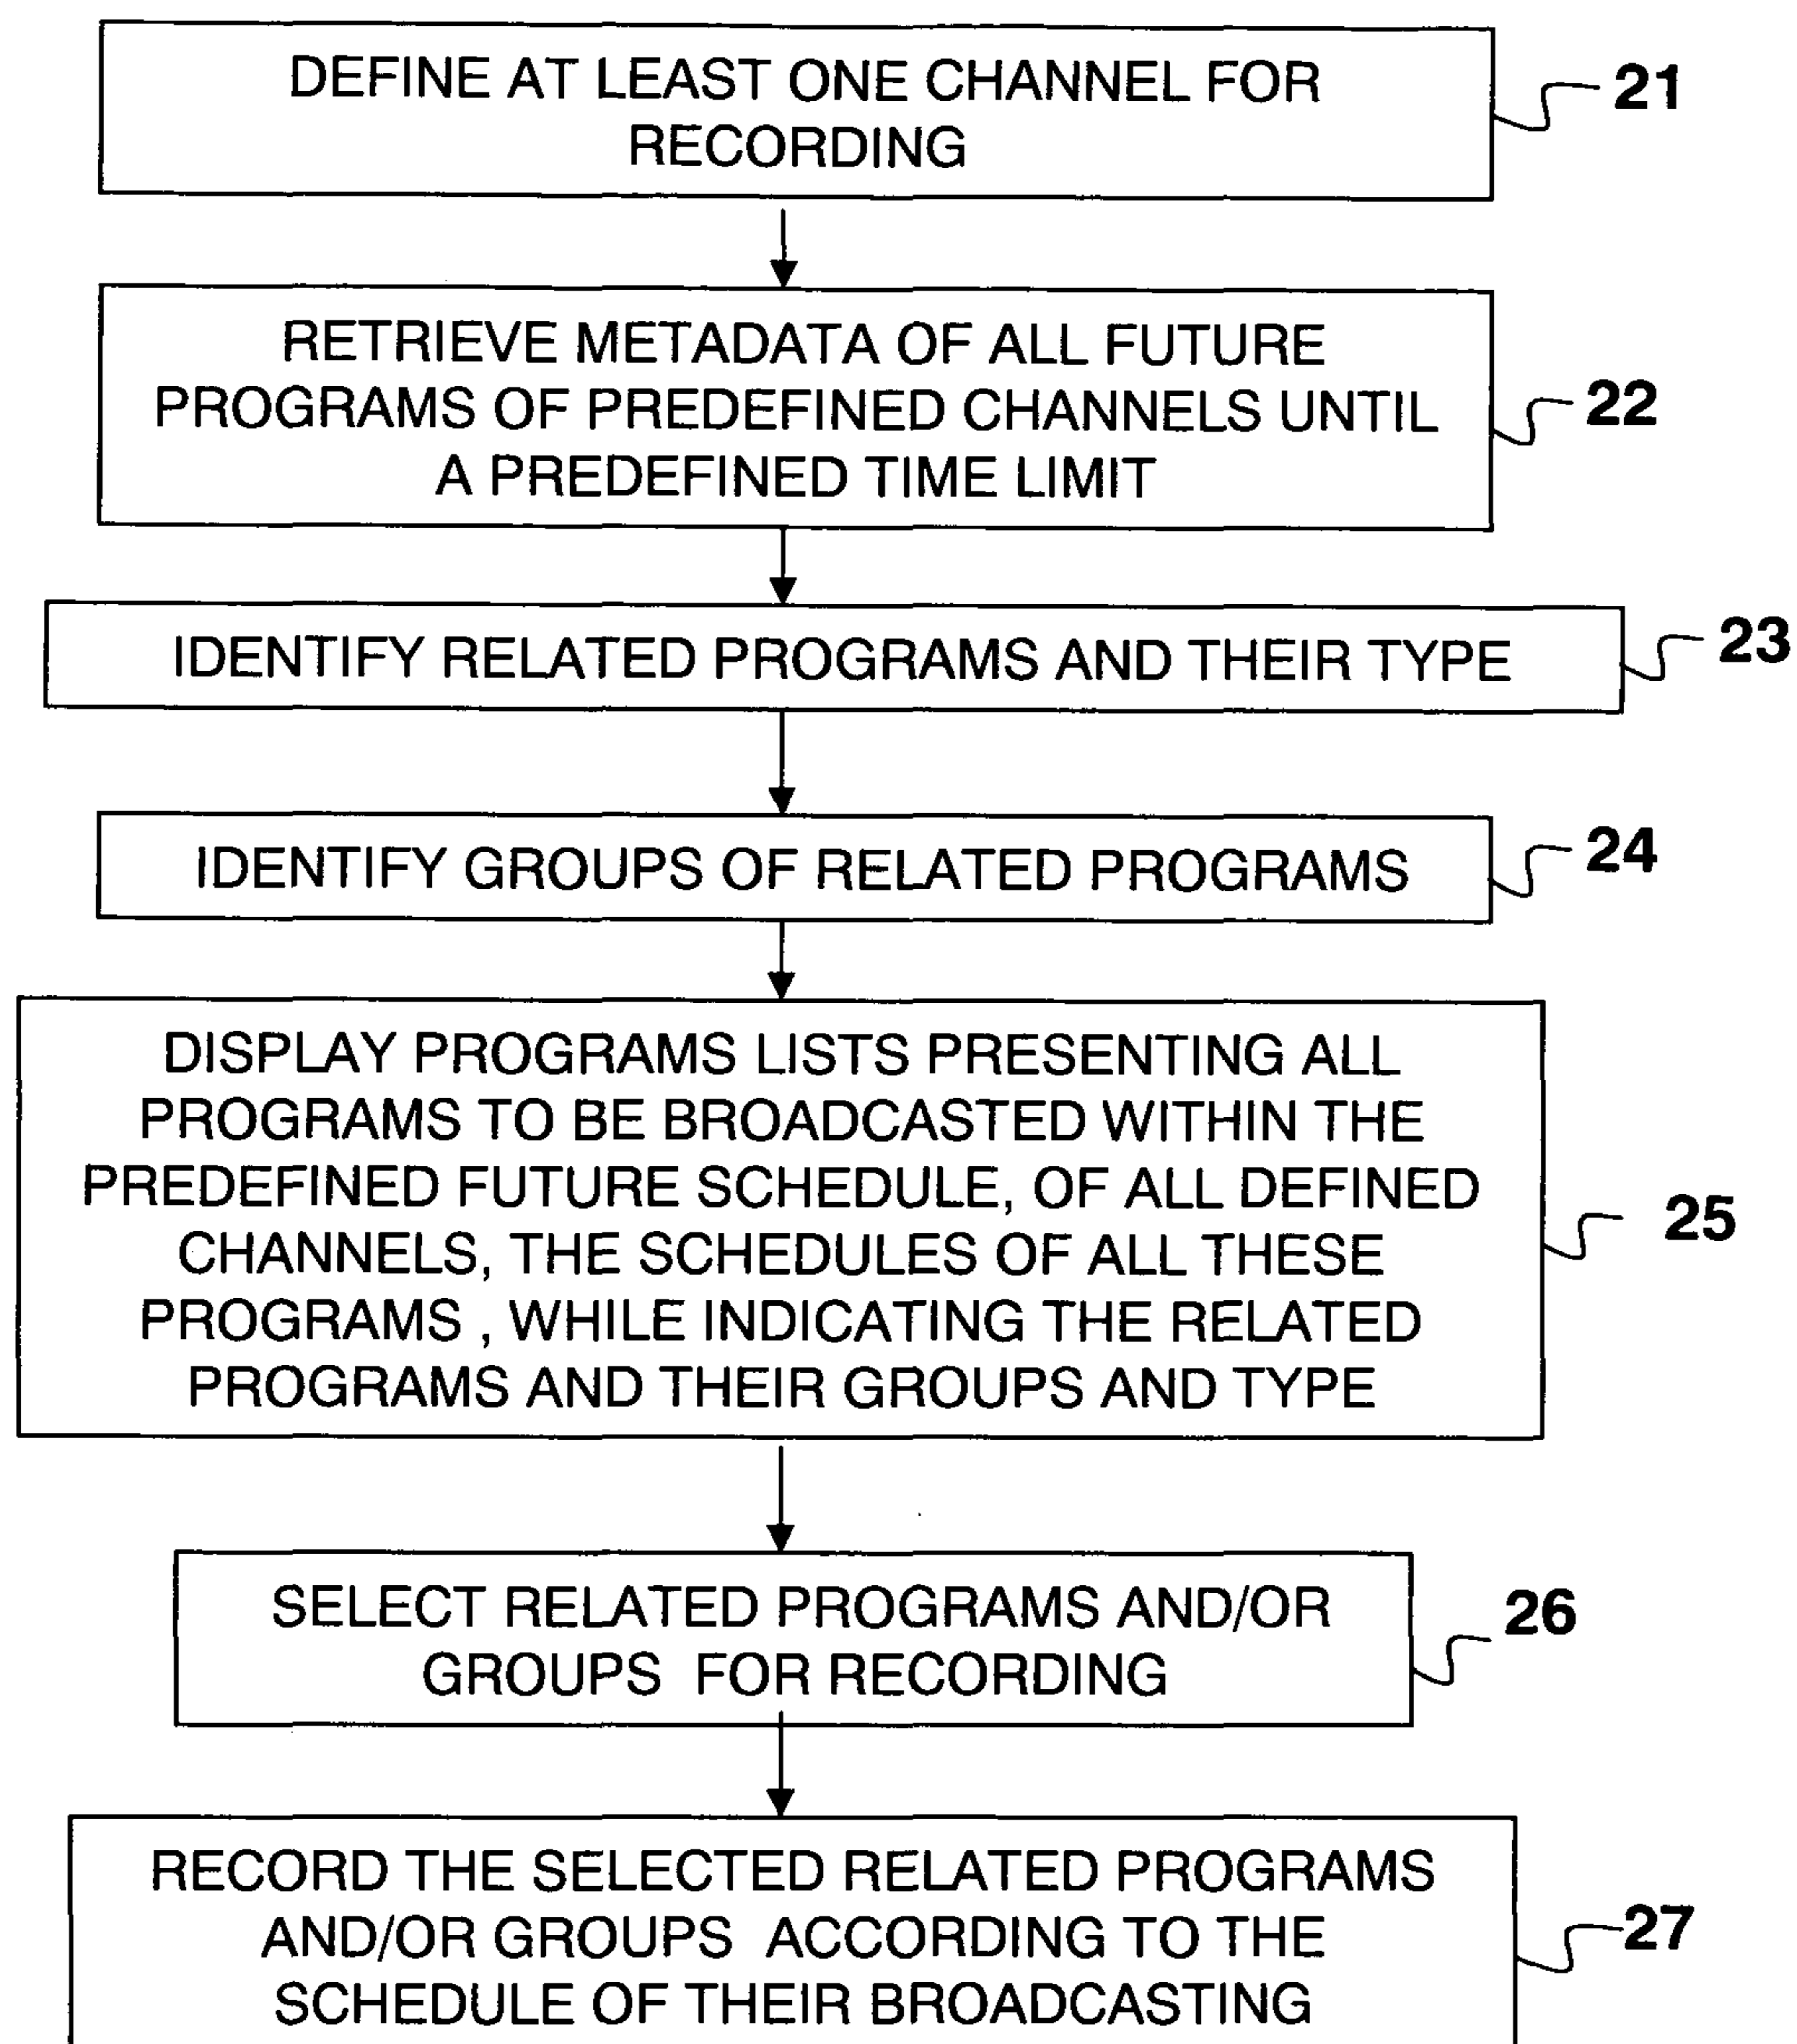 DEFINE AT LEAST ONE CHANNEL FOR
RECORDING
21
RETRIEVE METADATA OF ALL FUTURE
PROGRAMS OF PREDEFINED CHANNELS UNTIL
A PREDEFINED TIME LIMIT
22
IDENTIFY RELATED PROGRAMS AND THEIR TYPE
23
IDENTIFY GROUPS OF RELATED PROGRAMS
24
DISPLAY PROGRAMS LISTS PRESENTING ALL
PROGRAMS TO BE BROADCASTED WITHIN THE
PREDEFINED FUTURE SCHEDULE, OF ALL DEFINED
CHANNELS, THE SCHEDULES OF ALL THESE
PROGRAMS , WHILE INDICATING THE RELATED
PROGRAMS AND THEIR GROUPS AND TYPE
25
SELECT RELATED PROGRAMS AND/OR
GROUPS FOR RECORDING
26
RECORD THE SELECTED RELATED PROGRAMS
AND/OR GROUPS ACCORDING TO THE
SCHEDULE OF THEIR BROADCASTING
27